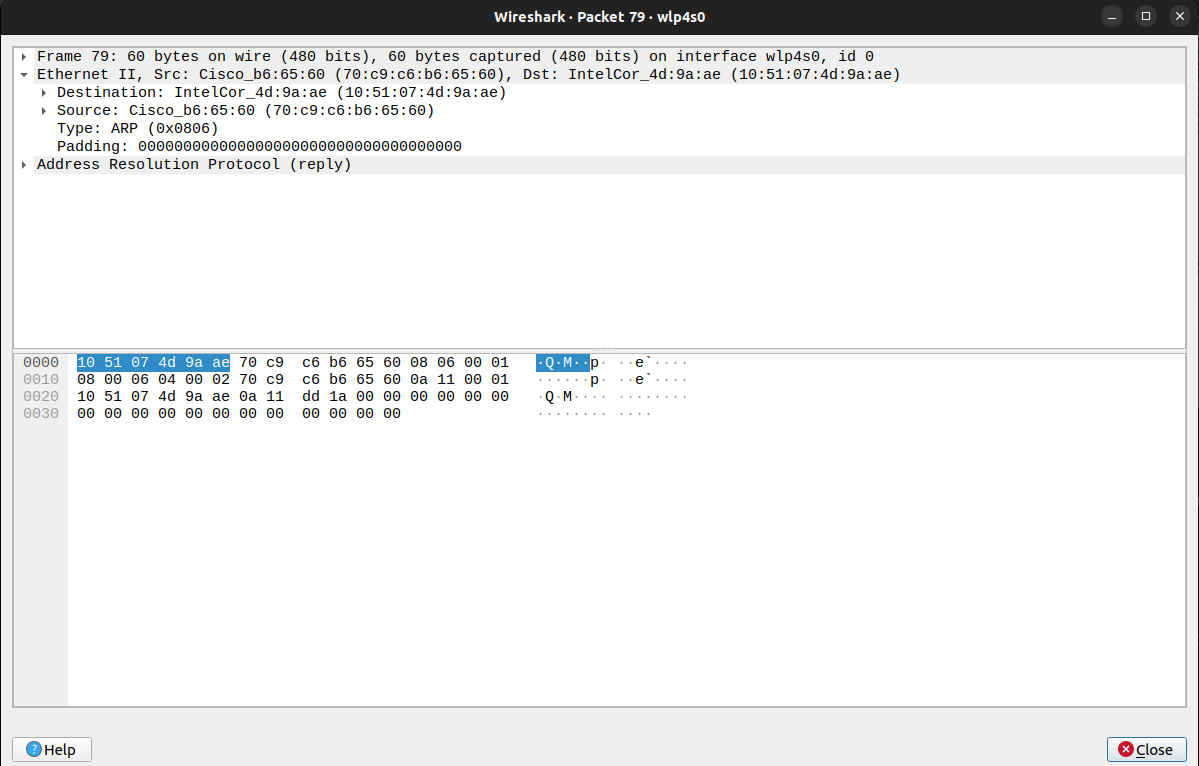 Wireshark · Packet 79 · wlp4s0
Frame 79: 60 bytes on wire (480 bits), 60 bytes captured (480 bits) on interface wlp4s0, id 0
Ethernet II, Src: Cisco_b6:65:60 (70:c9:c6:b6:65:60), Dst: IntelCor_4d:9a:ae (10:51:07:4d:9a:ae)
Destination: IntelCor_4d:9a:ae (10:51:07:4d:9a:ae)
Source: Cisco_b6:65:60 (70:c9:c6:b6:65:60)
Type: ARP (0x0806)
Padding: 000000000000000000000000000000000000
Address Resolution Protocol (reply)
0000 10 51 07 4d 9a ae 70 c9 c6 b6 65 60 08 06 00 01 ·Q·M··p· ··e`····
0010 08 00 06 04 00 02 70 c9 c6 b6 65 60 0a 11 00 01 ······p· ··e`····
0020 10 51 07 4d 9a ae 0a 11 dd 1a 00 00 00 00 00 00 ·Q·M···· ········
0030 00 00 00 00 00 00 00 00 00 00 00 00 ········ ····
Help
Close